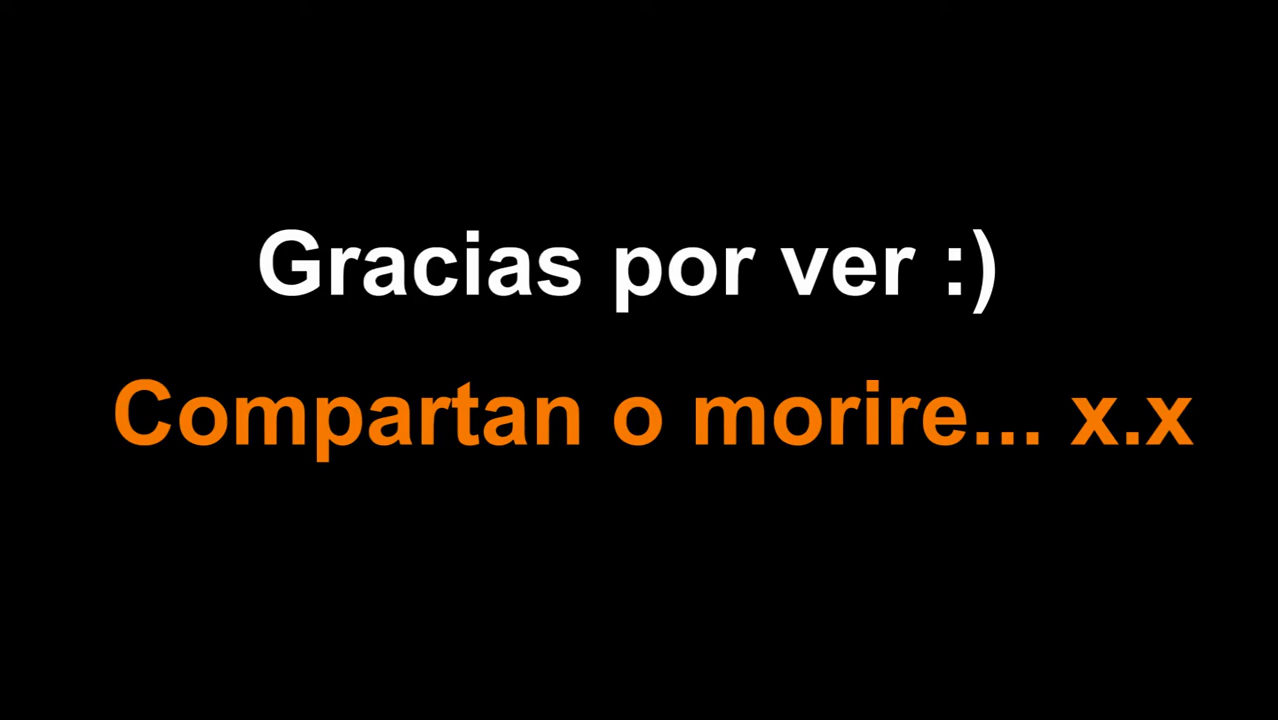 Gracias por ver :)
Compartan o morire... x.x